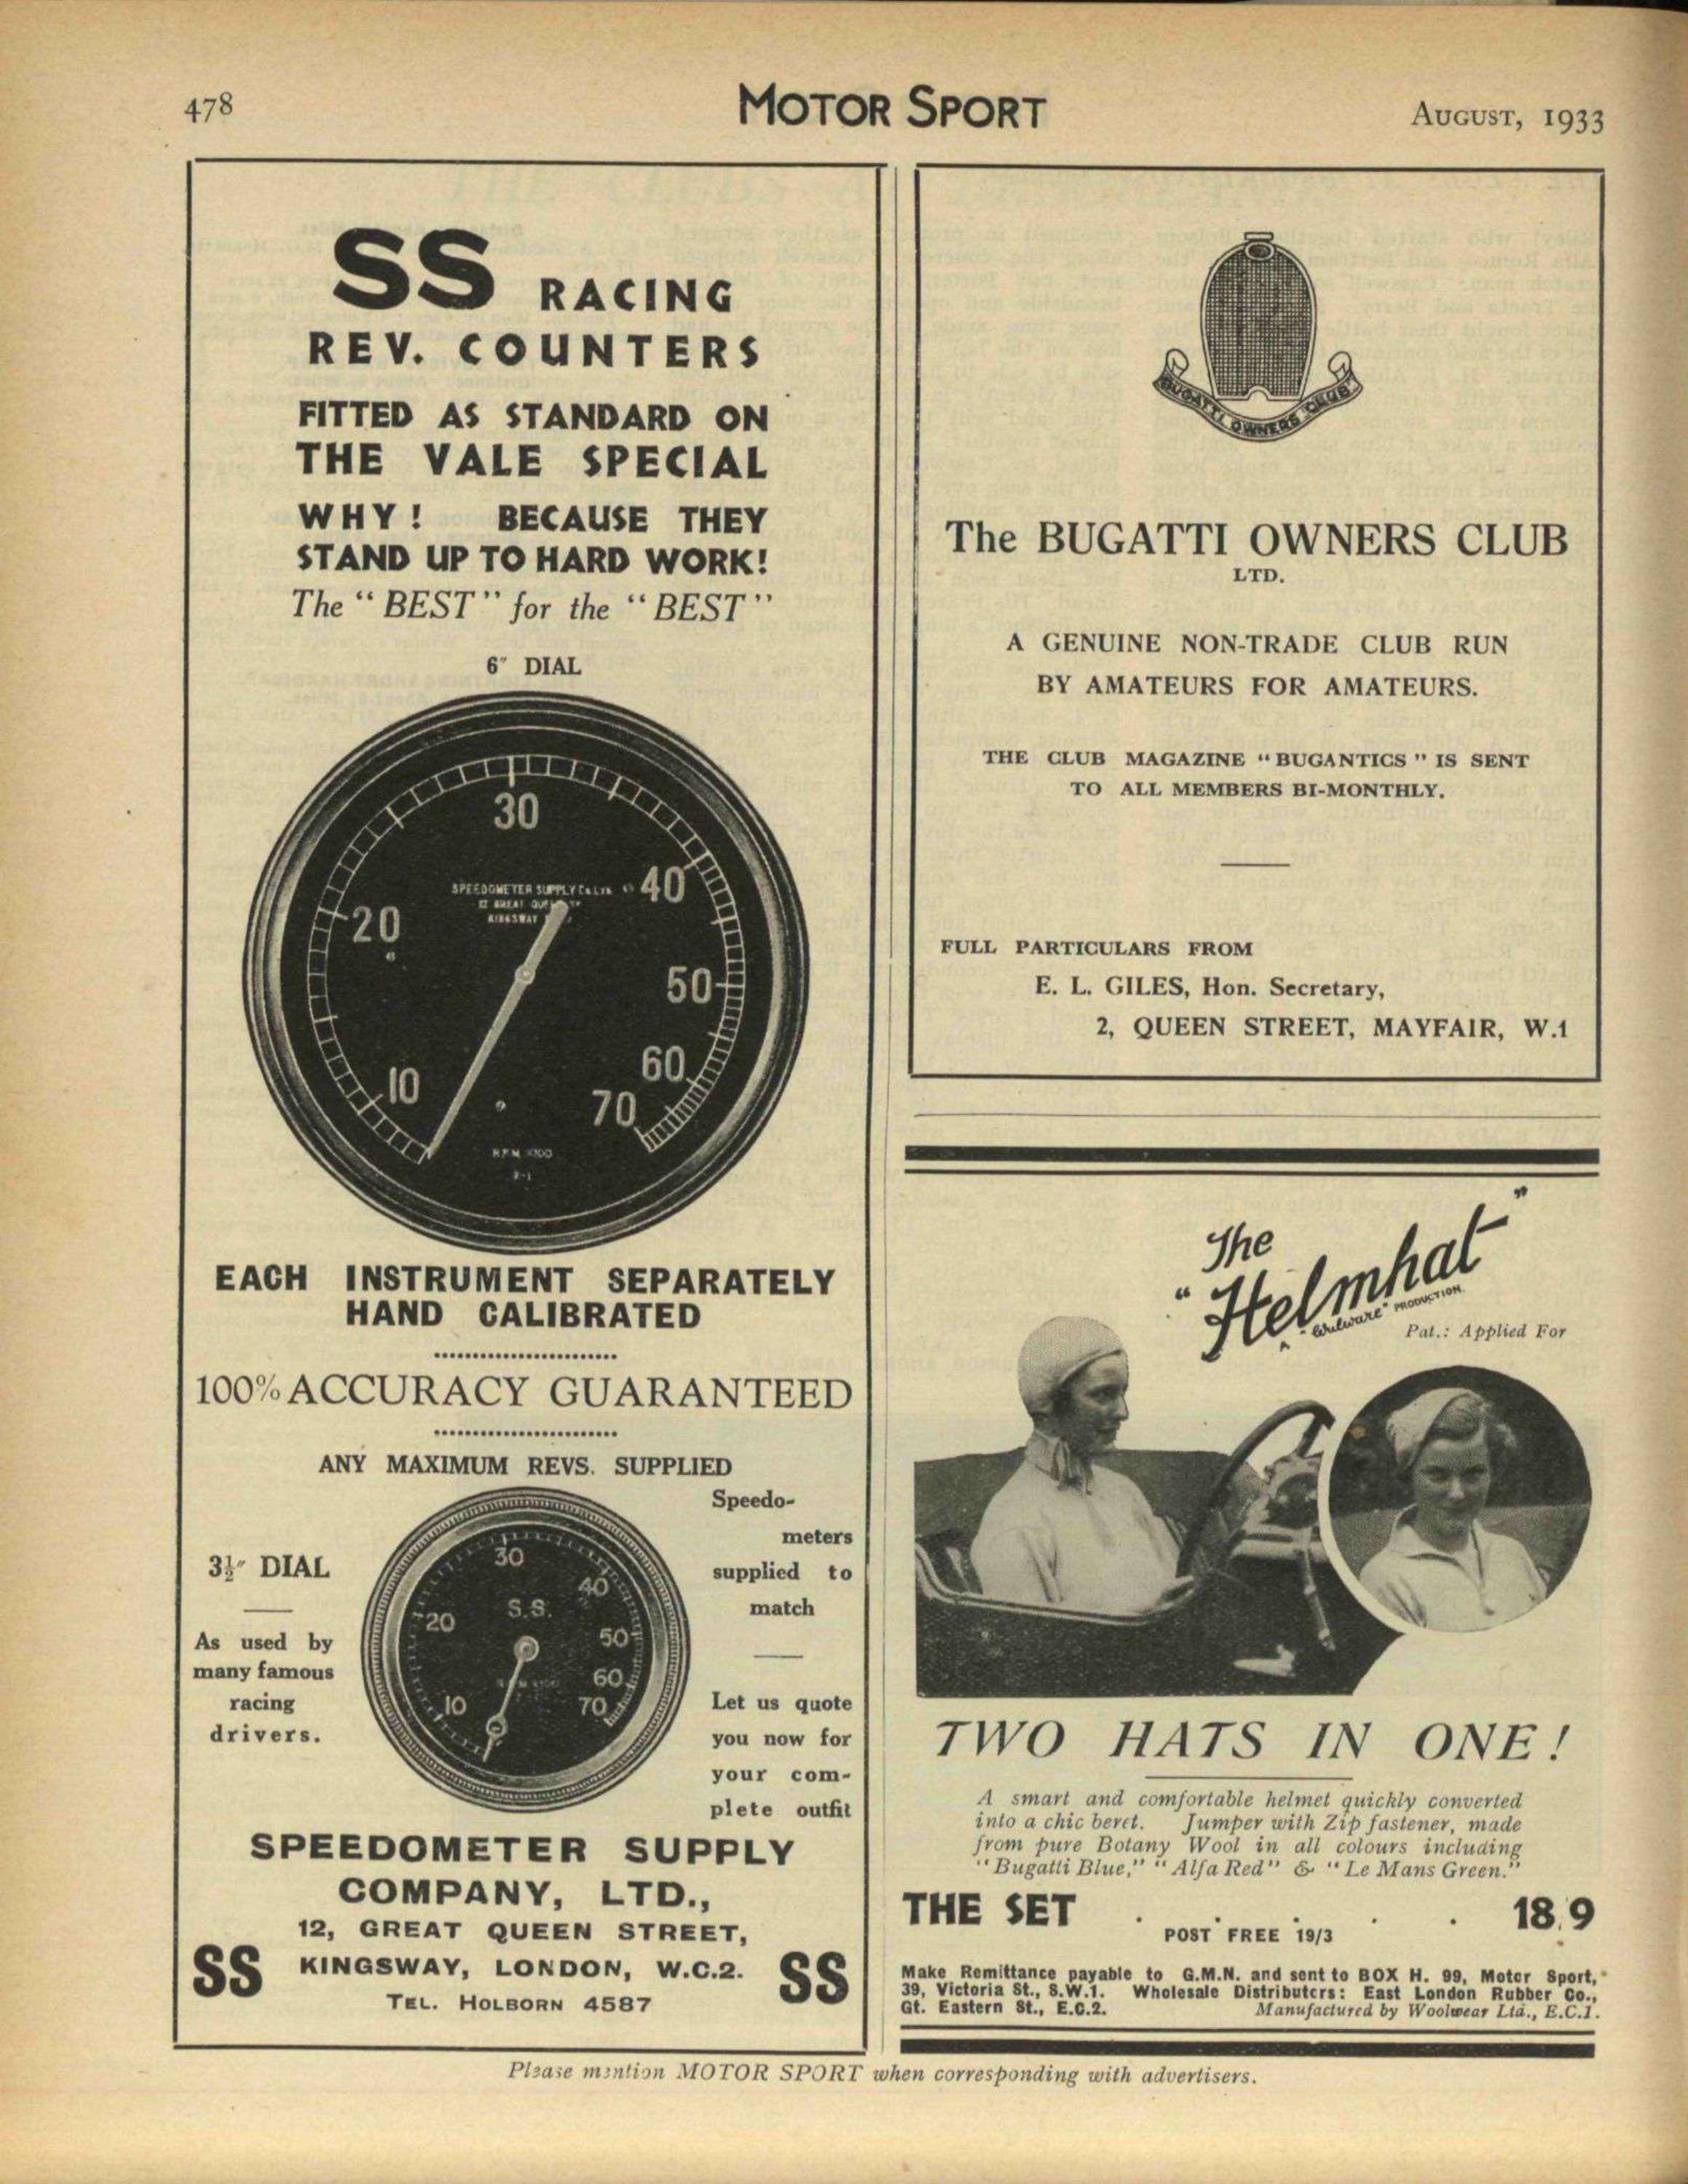 478
MOTOR SPORT
AUGUST, 1933
SS RACING
REV. COUNTERS
FITTED AS STANDARD ON
THE VALE SPECIAL
WHY! BECAUSE THEY
STAND UP TO HARD WORK!
The "BEST" for the "BEST"
6" DIAL
30
SPEEDOMETER SUPPLY Co LTD.
12 GREAT
KINGSWAY
40
20
50
60
10
70
R.P.M. X100
2-1
EACH INSTRUMENT SEPARATELY
HAND CALIBRATED
100% ACCURACY GUARANTEED
ANY MAXIMUM REVS. SUPPLIED
3½" DIAL
As used by
many famous
racing
drivers.
30
40
S.S.
20
50
60
10
70
Speedo-
meters
supplied to
match
Let us quote
you now for
your com-
plete outfit
SPEEDOMETER SUPPLY
COMPANY, LTD.,
12, GREAT QUEEN STREET,
KINGSWAY, LONDON, W.C.2.
TEL. HOLBORN 4587
SS
SS
BUGATTI OWNERS CLUB
The BUGATTI OWNERS CLUB
LTD.
A GENUINE NON-TRADE CLUB RUN
BY AMATEURS FOR AMATEURS.
THE CLUB MAGAZINE "BUGANTICS" IS SENT
TO ALL MEMBERS BI-MONTHLY.
FULL PARTICULARS FROM
E. L. GILES, Hon. Secretary,
2, QUEEN STREET, MAYFAIR, W.1
The
"Helmhat"
PRODUCTION
Pat.: Applied For
TWO HATS IN ONE!
A smart and comfortable helmet quickly converted
into a chic beret. Jumper with Zip fastener, made
from pure Botany Wool in all colours including
"Bugatti Blue," "Alfa Red" & "Le Mans Green."
THE SET . . . . . 18/9
POST FREE 19/3
Make Remittance payable to G.M.N. and sent to BOX H. 99, Motor Sport,
39, Victoria St., S.W.1. Wholesale Distributers: East London Rubber Co.,
Gt. Eastern St., E.C.2. Manufactured by Woolwear Ltd., E.C.1.
Please mention MOTOR SPORT when corresponding with advertisers.